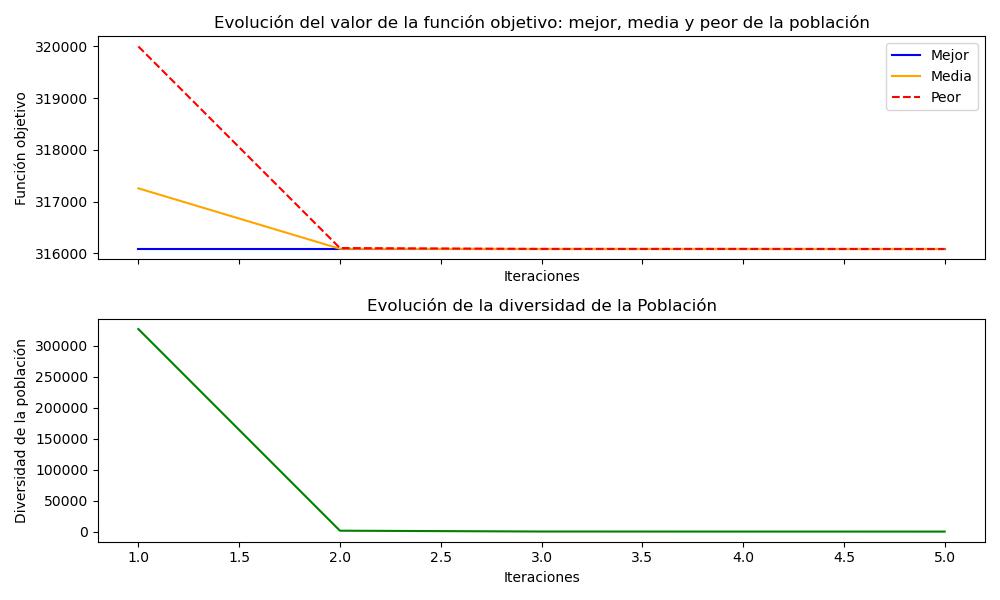 Evolución del valor de la función objetivo: mejor, media y peor de la población
320000
319000
318000
317000
316000
Función objetivo
Mejor
Media
Peor
Iteraciones
Evolución de la diversidad de la Población
300000
250000
200000
150000
100000
50000
0
Diversidad de la población
1.0 1.5 2.0 2.5 3.0 3.5 4.0 4.5 5.0
Iteraciones